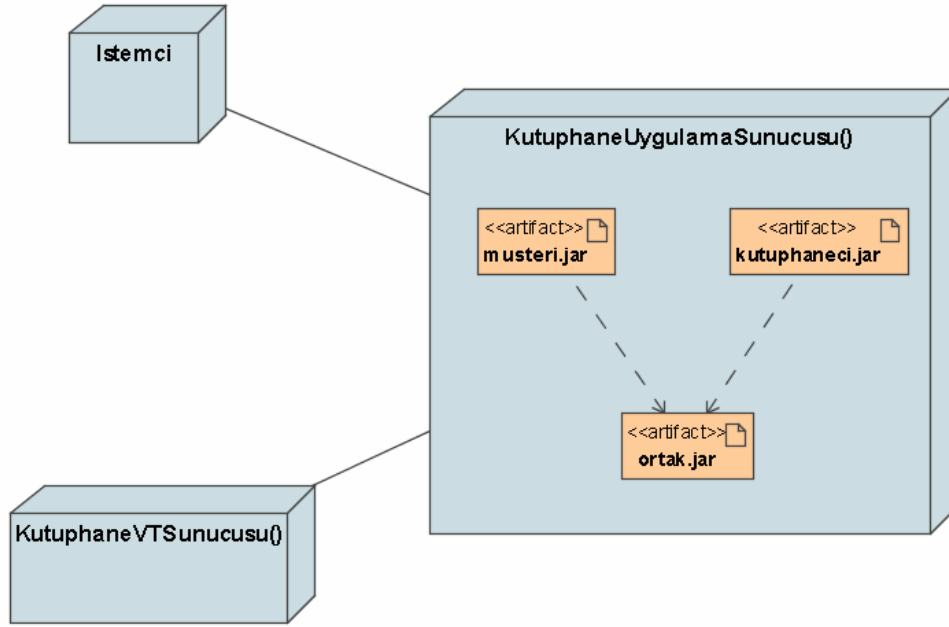 Istemci
KutuphaneUygulamaSunucusu()
<<artifact>>
musteri.jar
<<artifact>>
kutuphaneci.jar
<<artifact>>
ortak.jar
KutuphaneVTSunucusu()